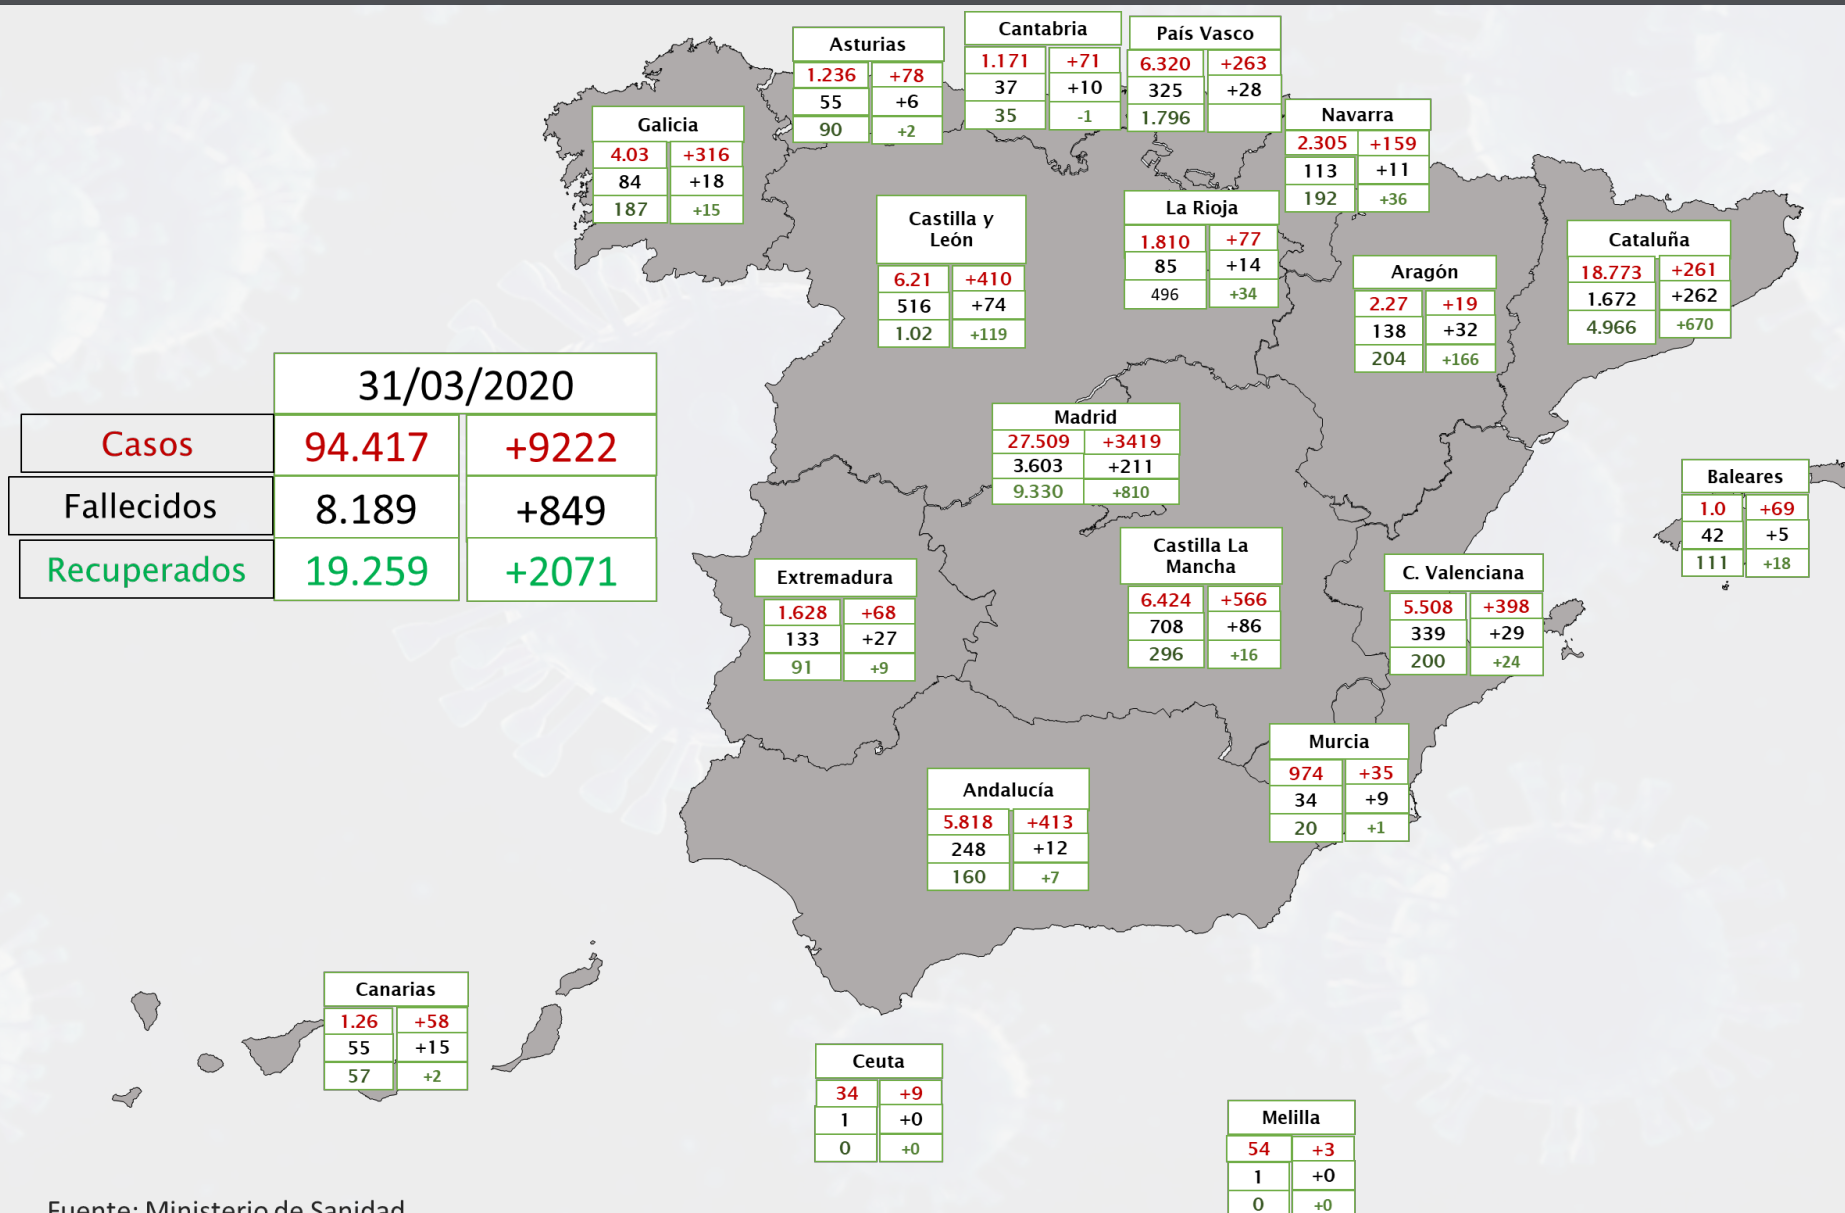 Asturias
1.236 +78
55 +6
90 +2
Cantabria
1.171 +71
37 +10
35 -1
País Vasco
6.320 +263
325 +28
1.796
Navarra
2.305 +159
113 +11
192 +36
Galicia
4.03 +316
84 +18
187 +15
Castilla y
León
6.21 +410
516 +74
1.02 +119
La Rioja
1.810 +77
85 +14
496 +34
Aragón
2.27 +19
138 +32
204 +166
Cataluña
18.773 +261
1.672 +262
4.966 +670
31/03/2020
Casos 94.417 +9222
Fallecidos 8.189 +849
Recuperados 19.259 +2071
Madrid
27.509 +3419
3.603 +211
9.330 +810
Baleares
1.0 +69
42 +5
111 +18
Extremadura
1.628 +68
133 +27
91 +9
Castilla La
Mancha
6.424 +566
708 +86
296 +16
C. Valenciana
5.508 +398
339 +29
200 +24
Murcia
974 +35
34 +9
20 +1
Andalucía
5.818 +413
248 +12
160 +7
Canarias
1.26 +58
55 +15
57 +2
Ceuta
34 +9
1 +0
0 +0
Melilla
54 +3
1 +0
0 +0
Fuente: Ministerio de Sanidad